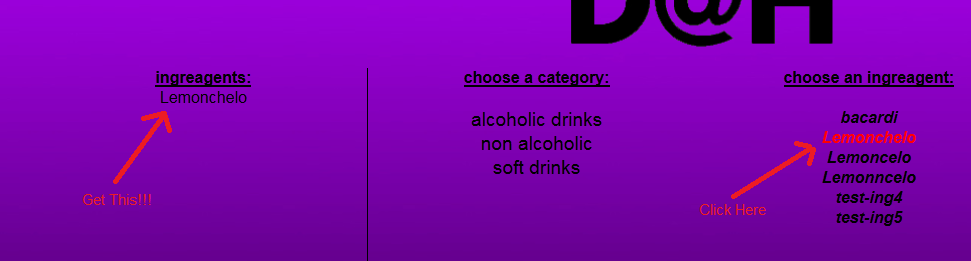 D@H
ingreagents:
Lemonchelo
Get This!!!
choose a category:
alcoholic drinks
non alcoholic
soft drinks
choose an ingreagent:
bacardi
Lemonchelo
Lemoncelo
Lemonncelo
test-ing4
test-ing5
Click Here